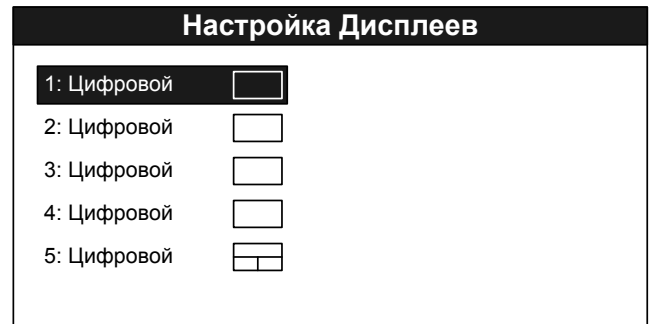 Настройка Дисплеев
1: Цифровой
2: Цифровой
3: Цифровой
4: Цифровой
5: Цифровой